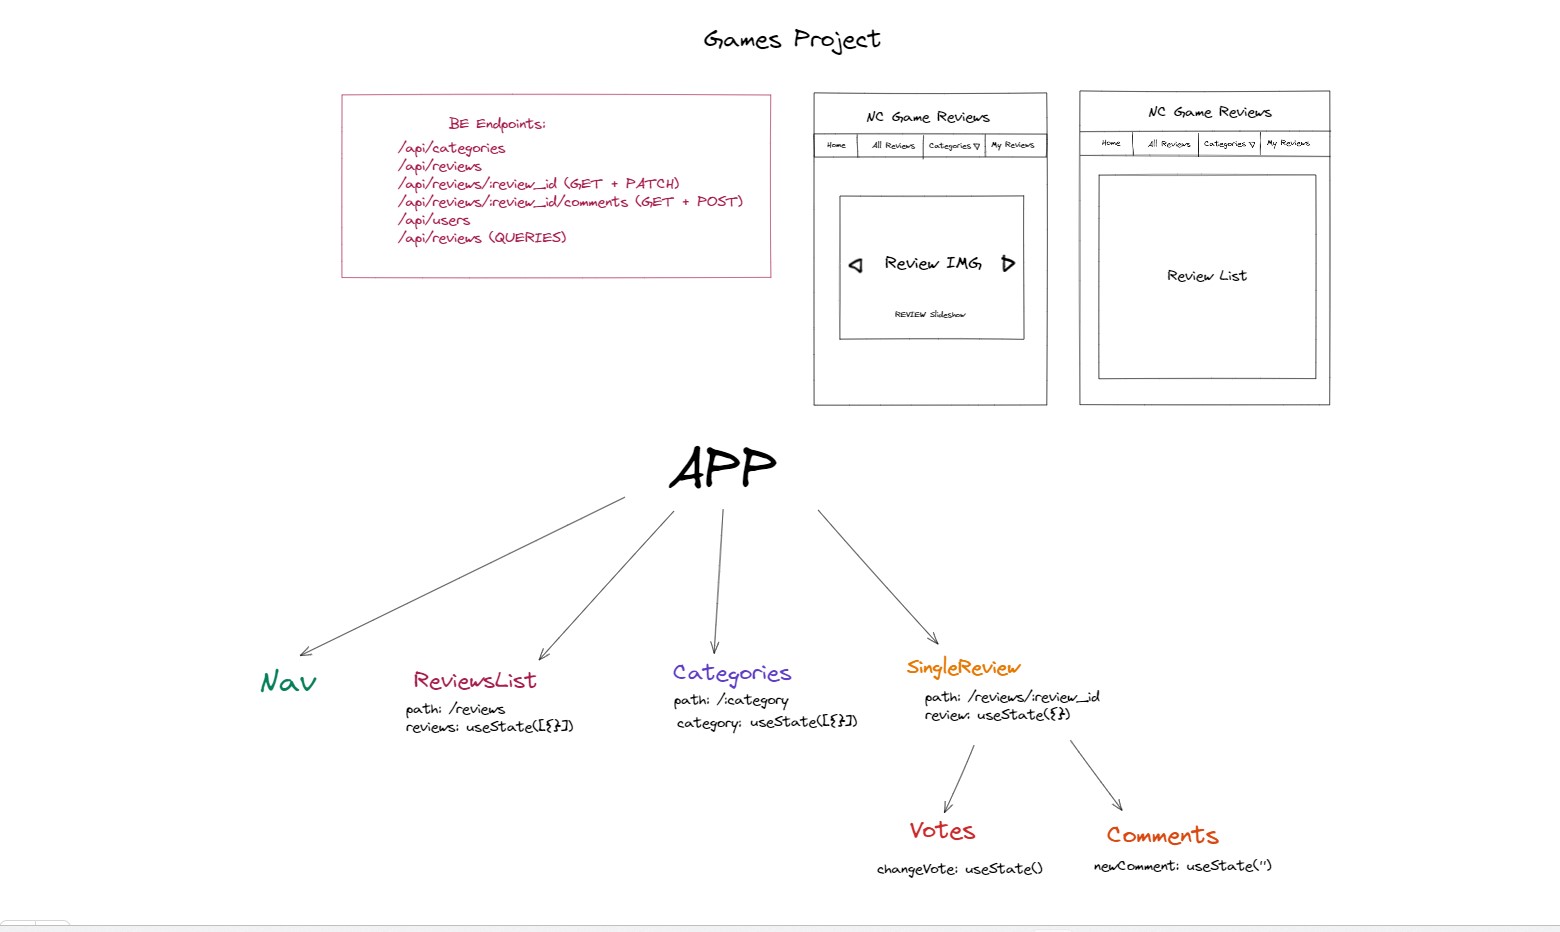 Games Project
BE Endpoints:
/api/categories
/api/reviews
/api/reviews/:review_id (GET + PATCH)
/api/reviews/:review_id/comments (GET + POST)
/api/users
/api/reviews (QUERIES)
NC Game Reviews
Home All Reviews Categories My Reviews
Review IMG
REVIEW Slideshow
NC Game Reviews
Home All Reviews Categories My Reviews
Review List
APP
Nav
ReviewsList
path: /reviews
reviews: useState([{}])
Categories
path: /:category
category: useState([{}])
SingleReview
path: /reviews/:review_id
review: useState({})
Votes
changeVote: useState()
Comments
newComment: useState('')